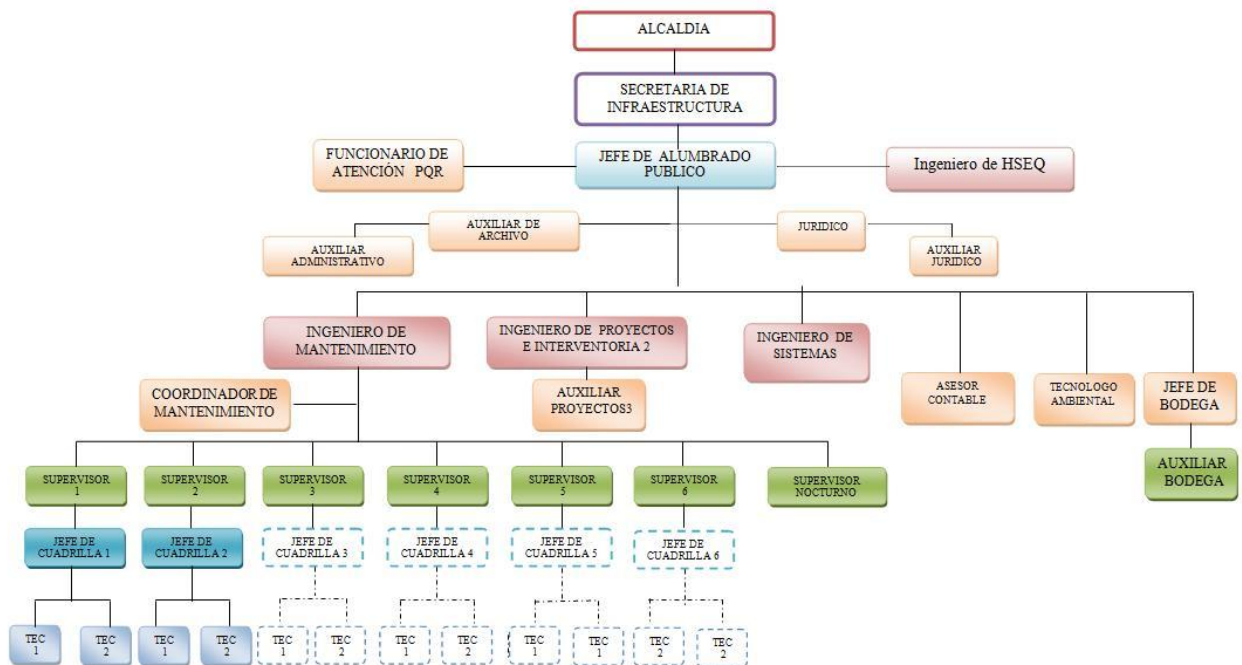 ALCALDIA
SECRETARIA DE
INFRAESTRUCTURA
FUNCIONARIO DE
ATENCIÓN PQR
JEFE DE ALUMBRADO
PUBLICO
Ingeniero de HSEQ
AUXILIAR DE
ARCHIVO
JURIDICO
AUXILIAR
ADMINISTRATIVO
AUXILIAR
JURIDICO
INGENIERO DE
MANTENIMIENTO
INGENIERO DE PROYECTOS
E INTERVENTORIA 2
INGENIERO DE
SISTEMAS
COORDINADOR DE
MANTENIMIENTO
AUXILIAR
PROYECTOS3
ASESOR
CONTABLE
TECNOLOGO
AMBIENTAL
JEFE DE
BODEGA
AUXILIAR
BODEGA
SUPERVISOR
1
SUPERVISOR
2
SUPERVISOR
3
SUPERVISOR
4
SUPERVISOR
5
SUPERVISOR
6
SUPERVISOR
NOCTURNO
JEFE DE
CUADRILLA 1
JEFE DE
CUADRILLA 2
JEFE DE
CUADRILLA 3
JEFE DE
CUADRILLA 4
JEFE DE
CUADRILLA 5
JEFE DE
CUADRILLA 6
TEC
1
TEC
2
TEC
1
TEC
2
TEC
1
TEC
2
TEC
1
TEC
2
TEC
1
TEC
1
TEC
2
TEC
2